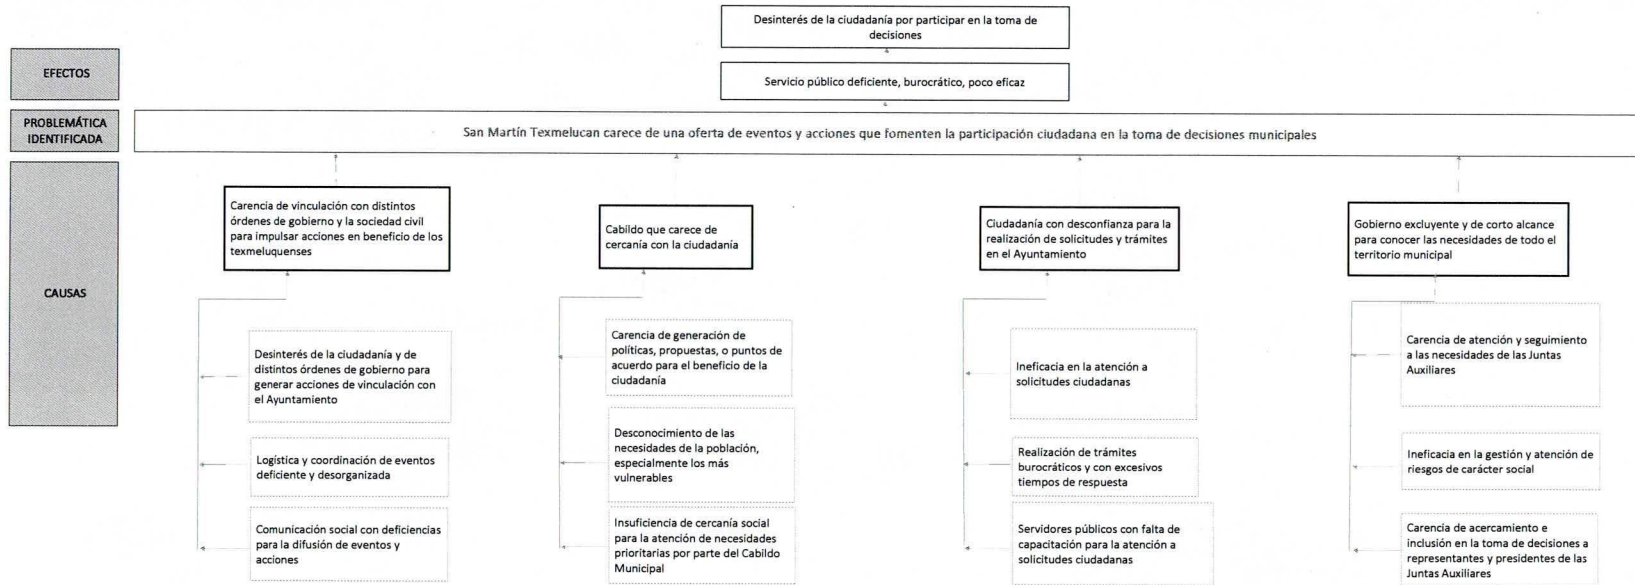 Desinterés de la ciudadanía por participar en la toma de
decisiones
EFECTOS
Servicio público deficiente, burocrático, poco eficaz
PROBLEMÁTICA
IDENTIFICADA
San Martín Texmelucan carece de una oferta de eventos y acciones que fomenten la participación ciudadana en la toma de decisiones municipales
CAUSAS
Carencia de vinculación con distintos
órdenes de gobierno y la sociedad civil
para impulsar acciones en beneficio de los
texmeluquenses
Desinterés de la ciudadanía y de
distintos órdenes de gobierno para
generar acciones de vinculación con
el Ayuntamiento
Logística y coordinación de eventos
deficiente y desorganizada
Comunicación social con deficiencias
para la difusión de eventos y
acciones
Cabildo que carece de
cercanía con la ciudadanía
Carencia de generación de
políticas, propuestas, o puntos de
acuerdo para el beneficio de la
ciudadanía
Desconocimiento de las
necesidades de la población,
especialmente los más
vulnerables
Insuficiencia de cercanía social
para la atención de necesidades
prioritarias por parte del Cabildo
Municipal
Ciudadanía con desconfianza para la
realización de solicitudes y trámites
en el Ayuntamiento
Ineficacia en la atención a
solicitudes ciudadanas
Realización de trámites
burocráticos y con excesivos
tiempos de respuesta
Servidores públicos con falta de
capacitación para la atención a
solicitudes ciudadanas
Gobierno excluyente y de corto alcance
para conocer las necesidades de todo el
territorio municipal
Carencia de atención y seguimiento
a las necesidades de las Juntas
Auxiliares
Ineficacia en la gestión y atención de
riesgos de carácter social
Carencia de acercamiento e
inclusión en la toma de decisiones a
representantes y presidentes de las
Juntas Auxiliares